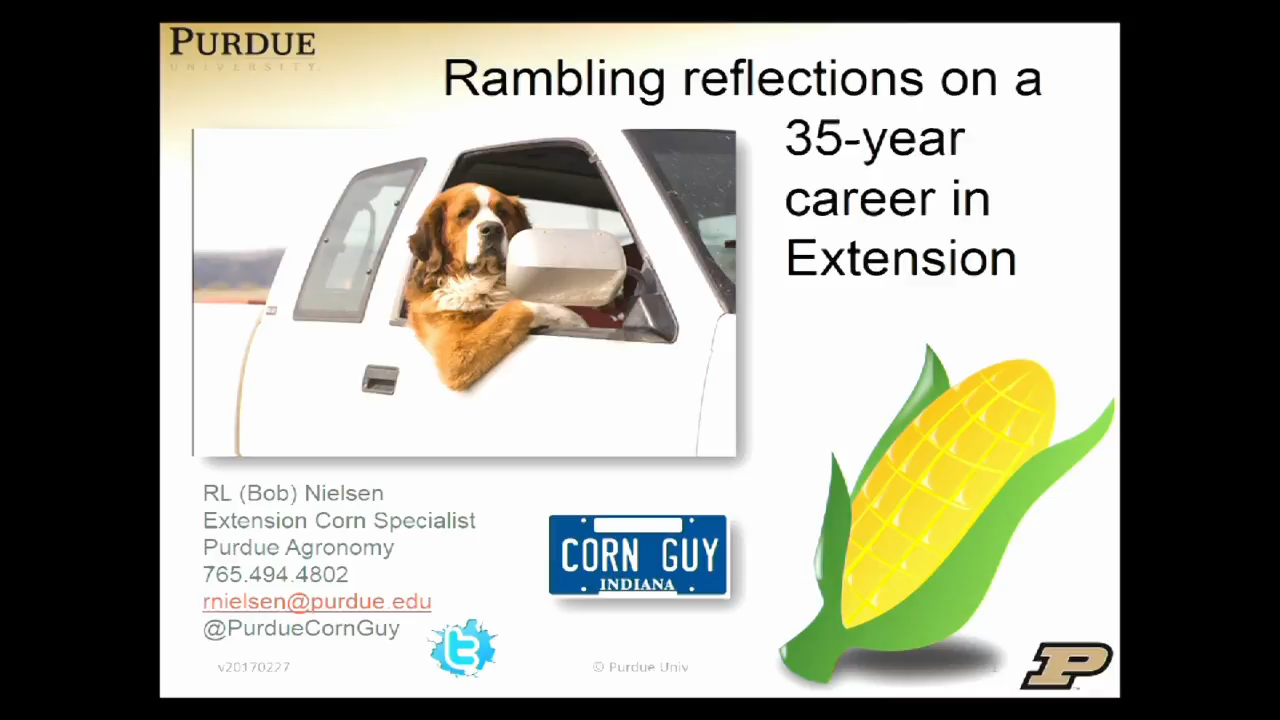 PURDUE
UNIVERSITY
Rambling reflections on a
35-year
career in
Extension
RL (Bob) Nielsen
Extension Corn Specialist
Purdue Agronomy
765.494.4802
rnielsen@purdue.edu
@PurdueCornGuy
CORN GUY
INDIANA
v20170227
© Purdue Univ
1
P